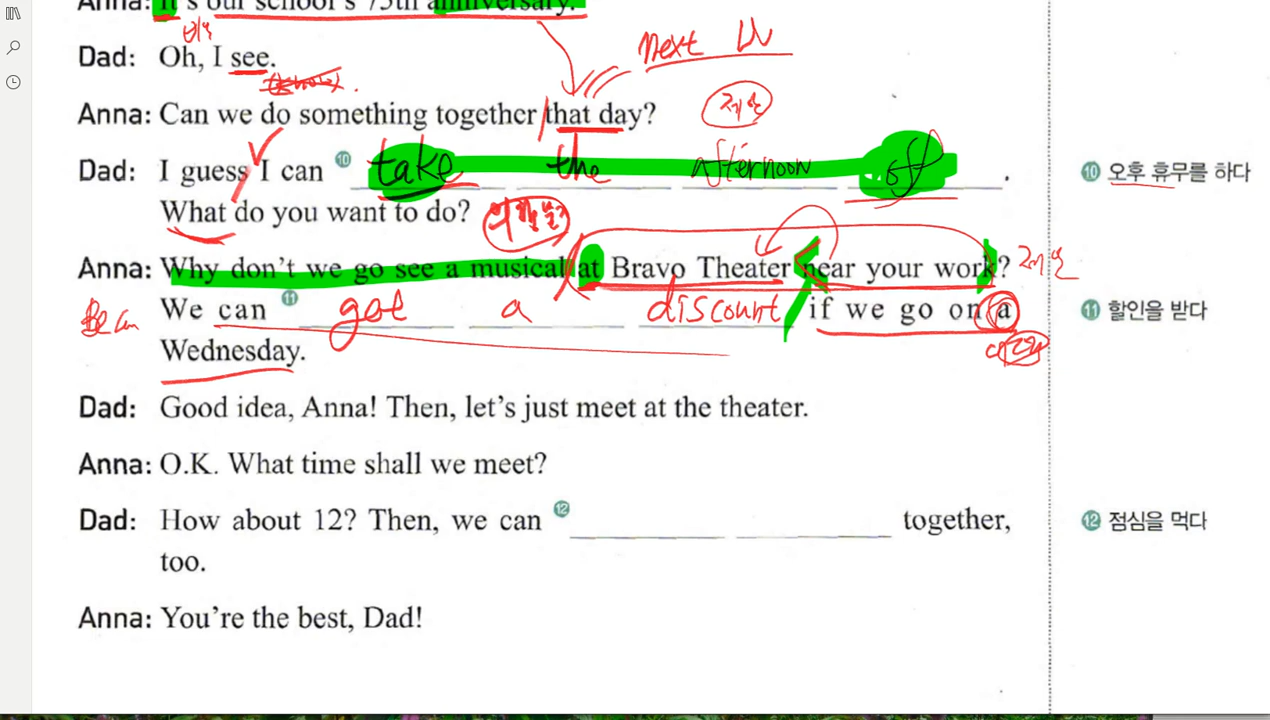 Anna: It's our school's 75th anniversary.
Dad: Oh, I see.
next W
Anna: Can we do something together that day? 제안
Dad: I guess I can ⑩ take the afternoon off. ⑩ 오후 휴무를 하다
What do you want to do?
Anna: Why don't we go see a musical at Bravo Theater near your work? 제안
We can ⑪ get a discount if we go on a ⑪ 할인을 받다
Wednesday.
Dad: Good idea, Anna! Then, let's just meet at the theater.
Anna: O.K. What time shall we meet?
Dad: How about 12? Then, we can ⑫ together, ⑫ 점심을 먹다
too.
Anna: You're the best, Dad!